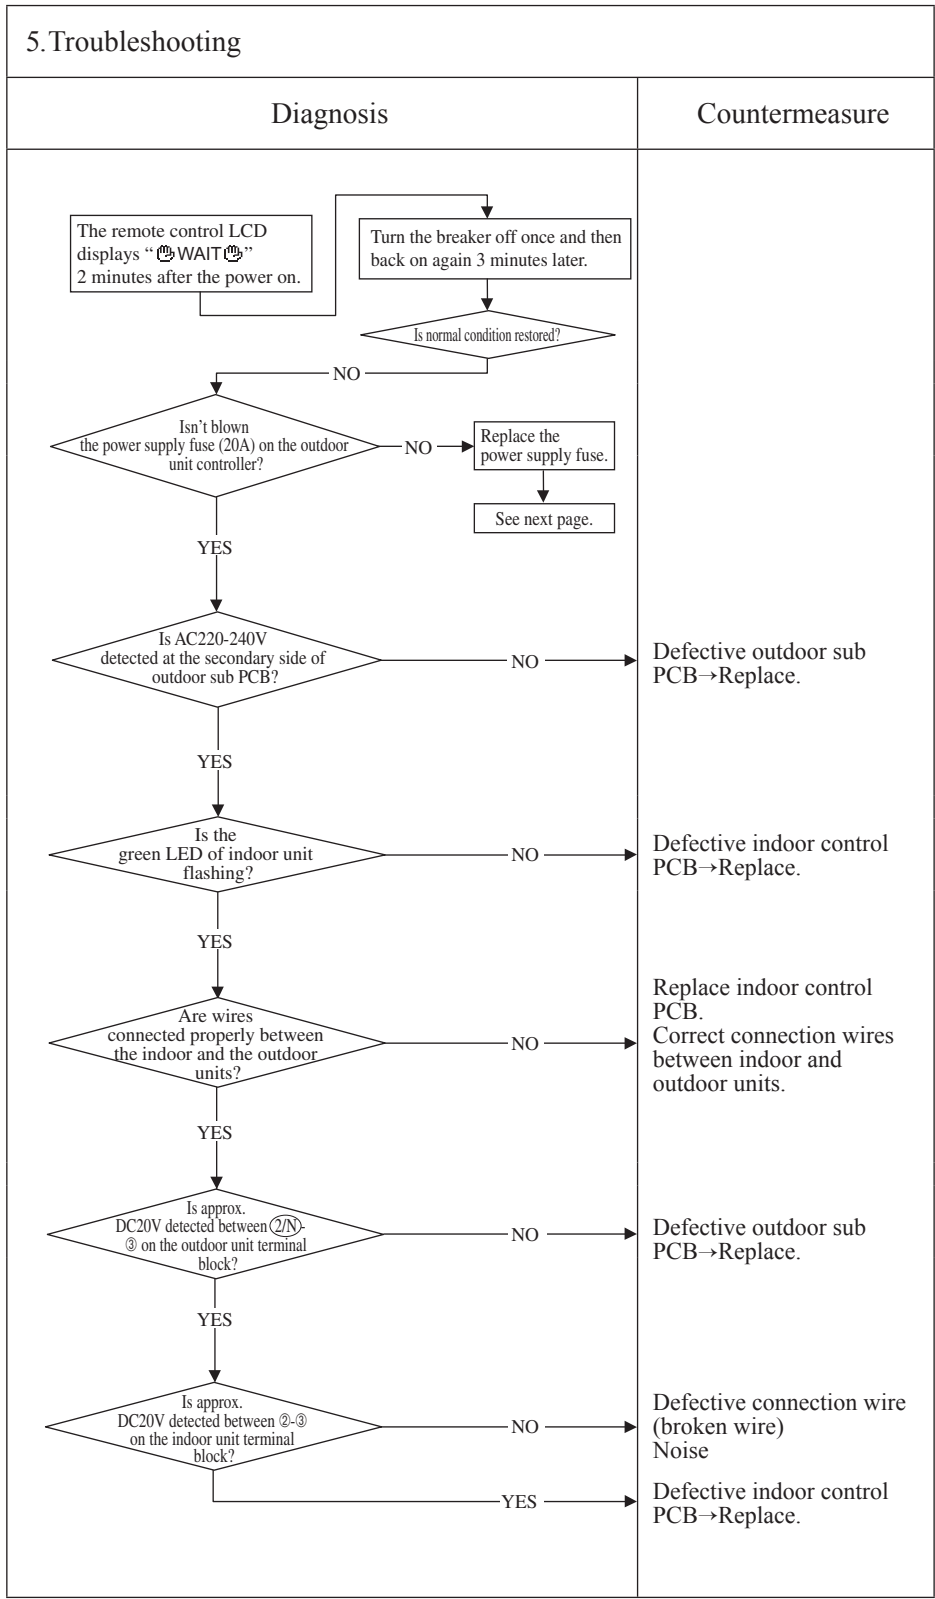 5.Troubleshooting
Diagnosis
Countermeasure
The remote control LCD
displays “ WAIT ”
2 minutes after the power on.
Turn the breaker off once and then
back on again 3 minutes later.
Is normal condition restored?
NO
Isn’t blown
the power supply fuse (20A) on the outdoor
unit controller?
NO
Replace the
power supply fuse.
See next page.
YES
Is AC220-240V
detected at the secondary side of
outdoor sub PCB?
NO
Defective outdoor sub
PCB→Replace.
YES
Is the
green LED of indoor unit
flashing?
NO
Defective indoor control
PCB→Replace.
YES
Are wires
connected properly between
the indoor and the outdoor
units?
NO
Replace indoor control
PCB.
Correct connection wires
between indoor and
outdoor units.
YES
Is approx.
DC20V detected between 2/N-
③ on the outdoor unit terminal
block?
NO
Defective outdoor sub
PCB→Replace.
YES
Is approx.
DC20V detected between ②-③
on the indoor unit terminal
block?
NO
Defective connection wire
(broken wire)
Noise
YES
Defective indoor control
PCB→Replace.